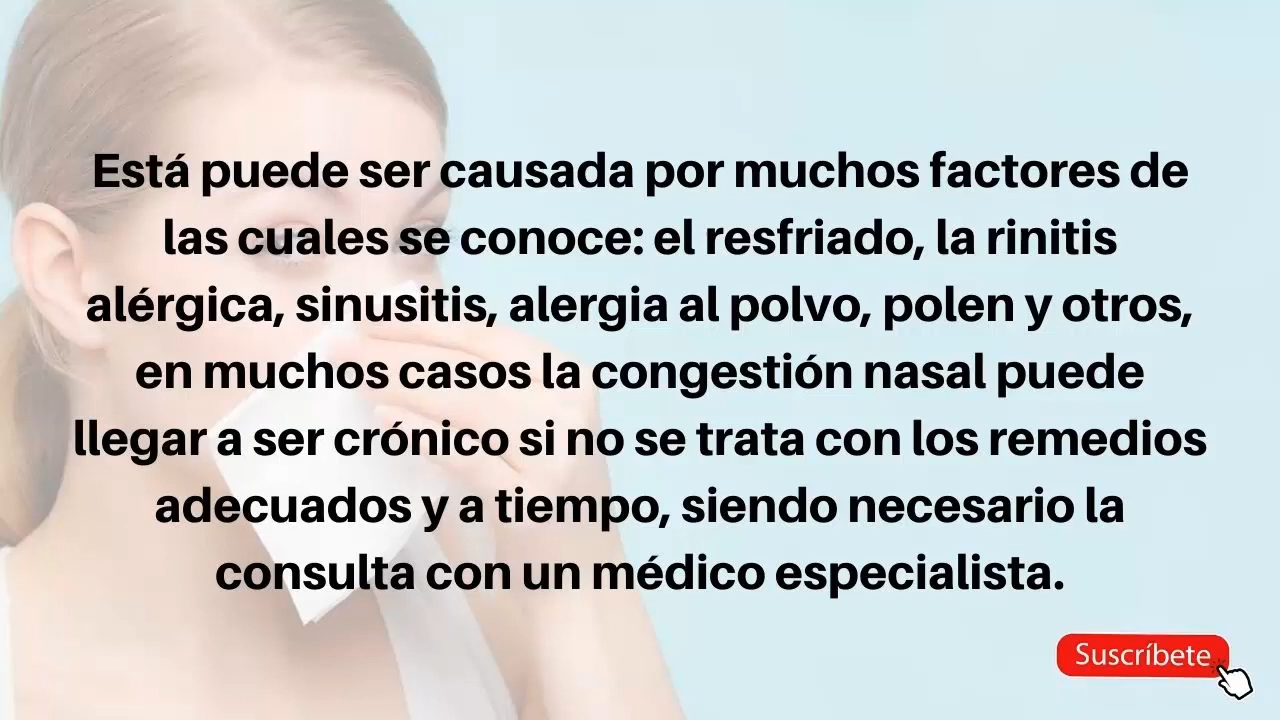 Está puede ser causada por muchos factores de
las cuales se conoce: el resfriado, la rinitis
alérgica, sinusitis, alergia al polvo, polen y otros,
en muchos casos la congestión nasal puede
llegar a ser crónico si no se trata con los remedios
adecuados y a tiempo, siendo necesario la
consulta con un médico especialista.
Suscríbete